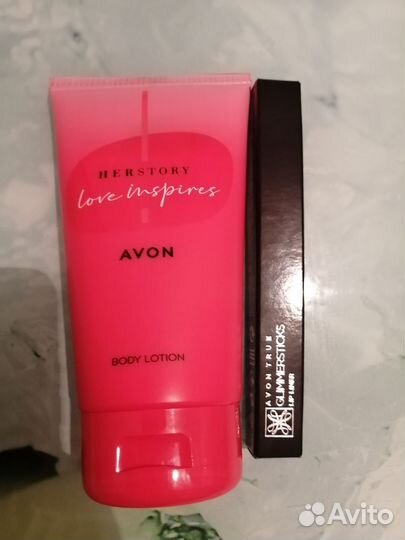 HERSTORY
love inspires
AVON
BODY LOTION
AVON TRUE
GLIMMERSTICKS
LIP LINER
Avito